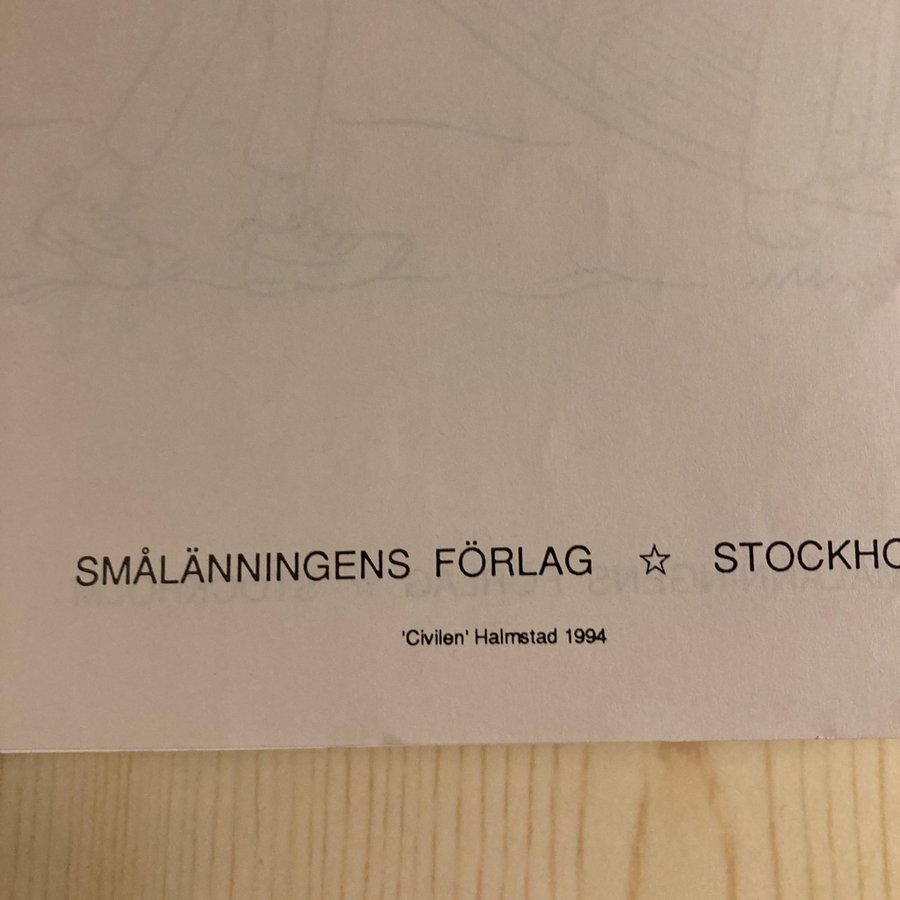 SMÅLÄNNINGENS FÖRLAG ☆ STOCKHO
'Civilen' Halmstad 1994